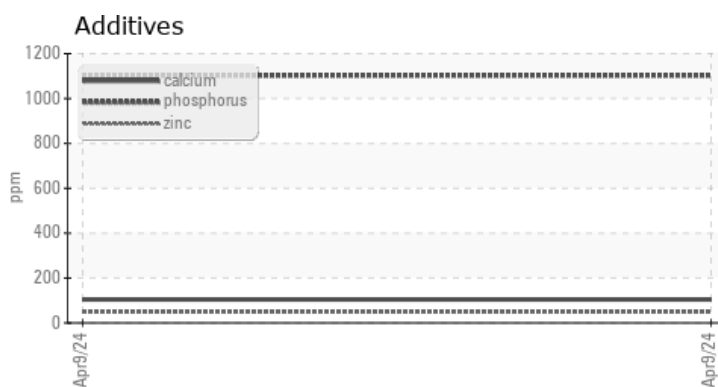 Additives
1200
1000
800
600
400
200
0
ppm
calcium
phosphorus
zinc
Apr9/24
Apr9/24